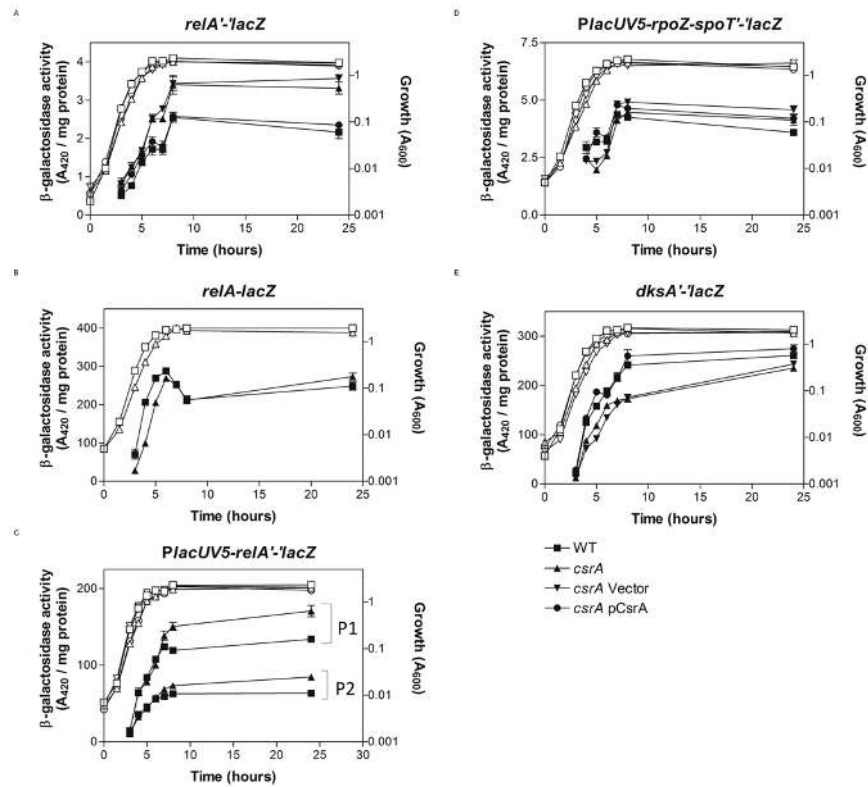 A
relA'-'lacZ
β-galactosidase activity
(A420 / mg protein)
Growth (A600)
4
3
2
1
0
1
0.1
0.01
0.001
0 5 10 15 20 25
Time (hours)
B
relA-lacZ
β-galactosidase activity
(A420 / mg protein)
Growth (A600)
400
300
200
100
0
1
0.1
0.01
0.001
0 5 10 15 20 24
Time (hours)
C
PlacUV5-relA'-'lacZ
β-galactosidase activity
(A420 / mg protein)
Growth (A600)
200
100
0
1
0.1
0.01
0.001
P1
P2
0 5 10 15 20 25 30
Time (hours)
D
PlacUV5-rpoZ-spoT'-'lacZ
β-galactosidase activity
(A420 / mg protein)
Growth (A600)
7.5
5.0
2.5
0.0
1
0.1
0.01
0.001
0 5 10 15 20 25
Time (hours)
E
dksA'-'lacZ
β-galactosidase activity
(A420 / mg protein)
Growth (A600)
300
200
100
0
1
0.1
0.01
0.001
0 5 10 15 20 25
Time (hours)
WT
csrA
csrA Vector
csrA pCsrA